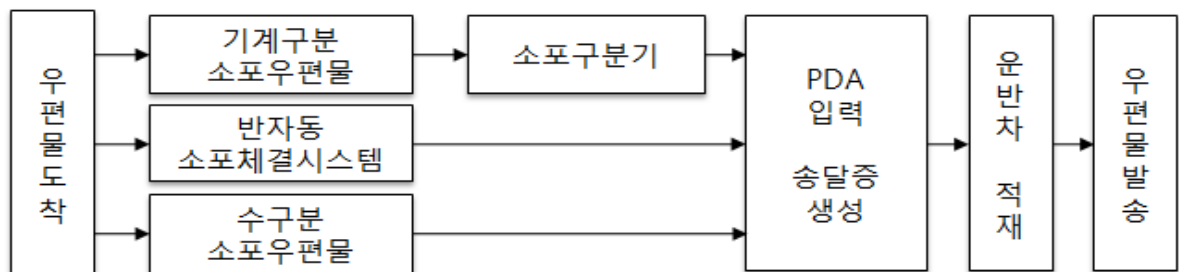 우편물도착
기계구분
소포우편물
소포구분기
반자동
소포체결시스템
수구분
소포우편물
PDA
입력
송달증
생성
운반차 적재
우편물발송